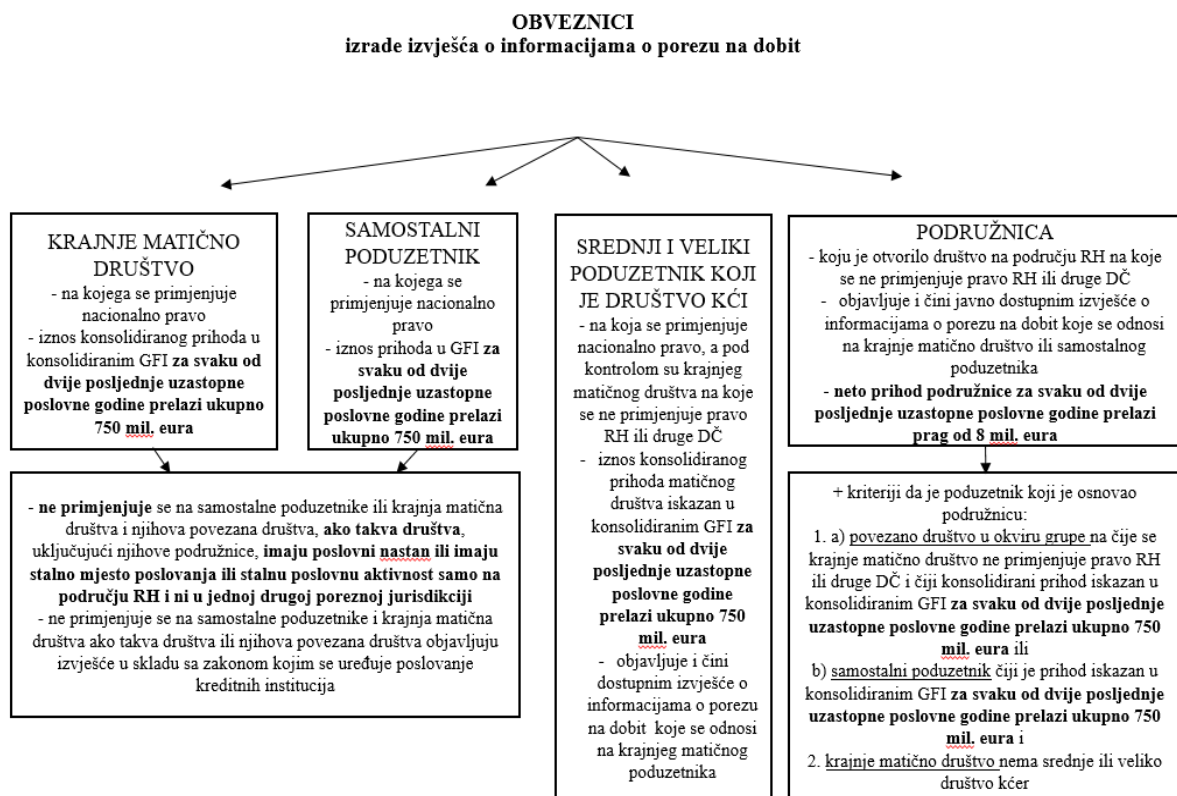 OBVEZNICI
izrade izvješća o informacijama o porezu na dobit
KRAJNJE MATIČNO
DRUŠTVO
- na kojega se primjenjuje
nacionalno pravo
- iznos konsolidiranog prihoda u
konsolidiranim GFI za svaku od
dvije posljednje uzastopne
poslovne godine prelazi ukupno
750 mil. eura
SAMOSTALNI
PODUZETNIK
- na kojega se
primjenjuje nacionalno
pravo
- iznos prihoda u GFI za
svaku od dvije
posljednje uzastopne
poslovne godine prelazi
ukupno 750 mil. eura
- ne primjenjuje se na samostalne poduzetnike ili krajnja matična
društva i njihova povezana društva, ako takva društva,
uključujući njihove podružnice, imaju poslovni nastan ili imaju
stalno mjesto poslovanja ili stalnu poslovnu aktivnost samo na
području RH i ni u jednoj drugoj poreznoj jurisdikciji
- ne primjenjuje se na samostalne poduzetnike i krajnja matična
društva ako takva društva ili njihova povezana društva objavljuju
izvješće u skladu sa zakonom kojim se uređuje poslovanje
kreditnih institucija
SREDNJI I VELIKI
PODUZETNIK KOJI
JE DRUŠTVO KĆI
- na koja se primjenjuje
nacionalno pravo, a pod
kontrolom su krajnjeg
matičnog društva na koje
se ne primjenjuje pravo
RH ili druge DČ
- iznos konsolidiranog
prihoda matičnog
društva iskazan u
konsolidiranim GFI za
svaku od dvije
posljednje uzastopne
poslovne godine
prelazi ukupno 750
mil. eura
- objavljuje i čini
dostupnim izvješće o
informacijama o porezu
na dobit koje se odnosi
na krajnjeg matičnog
poduzetnika
PODRUŽNICA
- koju je otvorilo društvo na području RH na koje
se ne primjenjuje pravo RH ili druge DČ
- objavljuje i čini javno dostupnim izvješće o
informacijama o porezu na dobit koje se odnosi
na krajnje matično društvo ili samostalnog
poduzetnika
- neto prihod podružnice za svaku od dvije
posljednje uzastopne poslovne godine prelazi
prag od 8 mil. eura
+ kriteriji da je poduzetnik koji je osnovao
podružnicu:
1. a) povezano društvo u okviru grupe na čije se
krajnje matično društvo ne primjenjuje pravo RH
ili druge DČ i čiji konsolidirani prihod iskazan u
konsolidiranim GFI za svaku od dvije posljednje
uzastopne poslovne godine prelazi ukupno 750
mil. eura ili
b) samostalni poduzetnik čiji je prihod iskazan u
konsolidiranim GFI za svaku od dvije posljednje
uzastopne poslovne godine prelazi ukupno 750
mil. eura i
2. krajnje matično društvo nema srednje ili veliko
društvo kćer